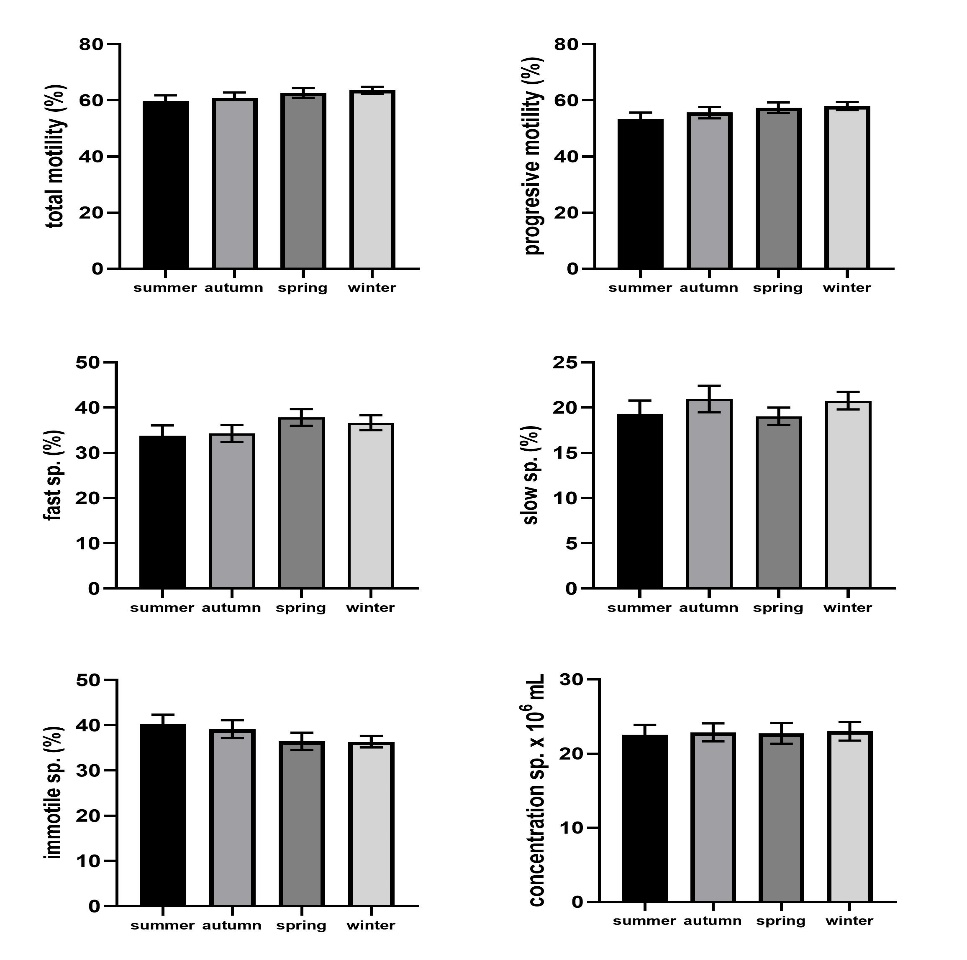 total motility (%)
80
60
40
20
0
summer autumn spring winter
progresive motility (%)
80
60
40
20
0
summer autumn spring winter
fast sp. (%)
50
40
30
20
10
0
summer autumn spring winter
slow sp. (%)
25
20
15
10
5
0
summer autumn spring winter
immotile sp. (%)
50
40
30
20
10
0
summer autumn spring winter
concentration sp. x 10⁶ mL
30
20
10
0
summer autumn spring winter